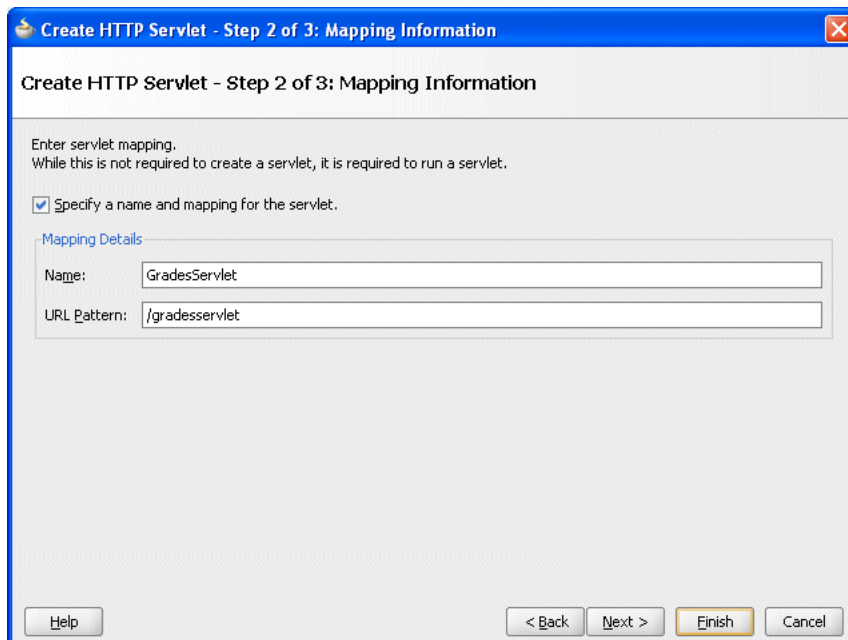 Create HTTP Servlet - Step 2 of 3: Mapping Information
Create HTTP Servlet - Step 2 of 3: Mapping Information
Enter servlet mapping.
While this is not required to create a servlet, it is required to run a servlet.
Specify a name and mapping for the servlet.
Mapping Details
Name: GradesServlet
URL Pattern: /gradesservlet
Help < Back Next > Finish Cancel